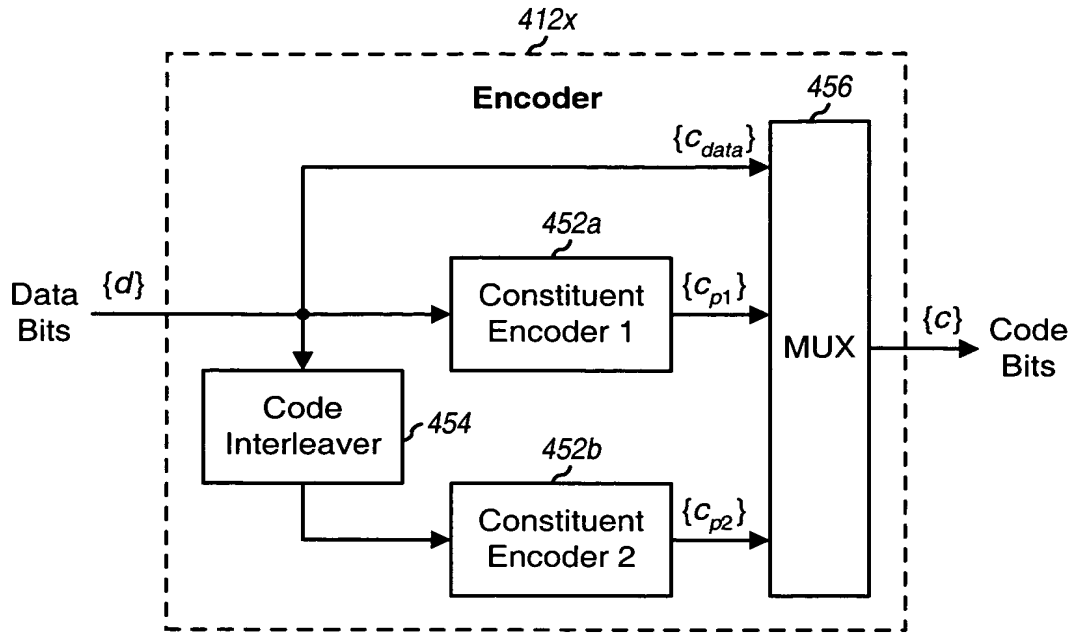 412x
Encoder
456
{c_data}
452a
{d}
Data
Bits
Constituent
Encoder 1
{c_p1}
MUX
{c}
Code
Bits
Code
Interleaver
454
452b
Constituent
Encoder 2
{c_p2}